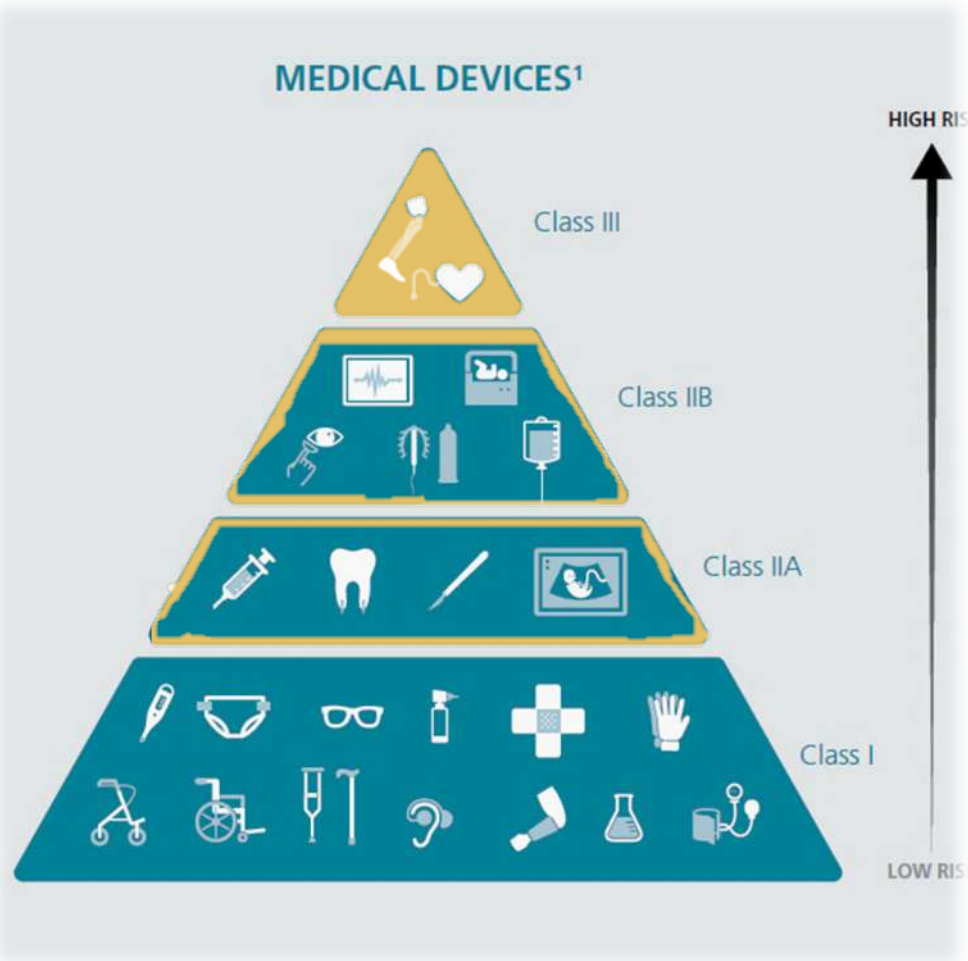 MEDICAL DEVICES¹
HIGH RIS
Class III
Class IIB
Class IIA
Class I
LOW RIS